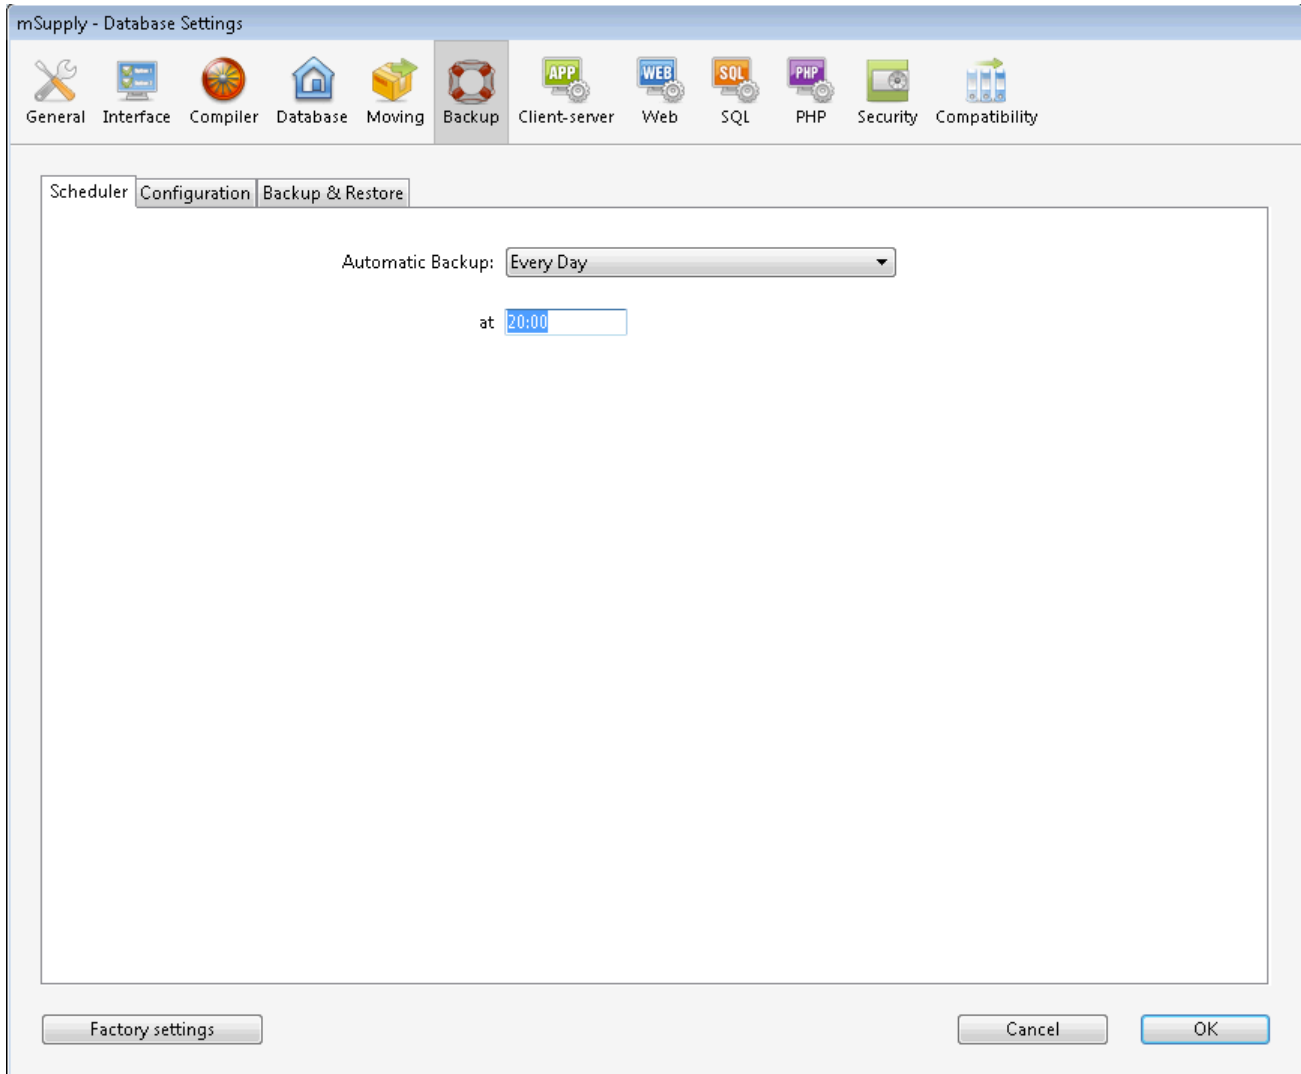 mSupply - Database Settings
APP WEB SQL PHP
General Interface Compiler Database Moving Backup Client-server Web SQL PHP Security Compatibility
Scheduler Configuration Backup & Restore
Automatic Backup: Every Day
at 20:00
Factory settings Cancel OK